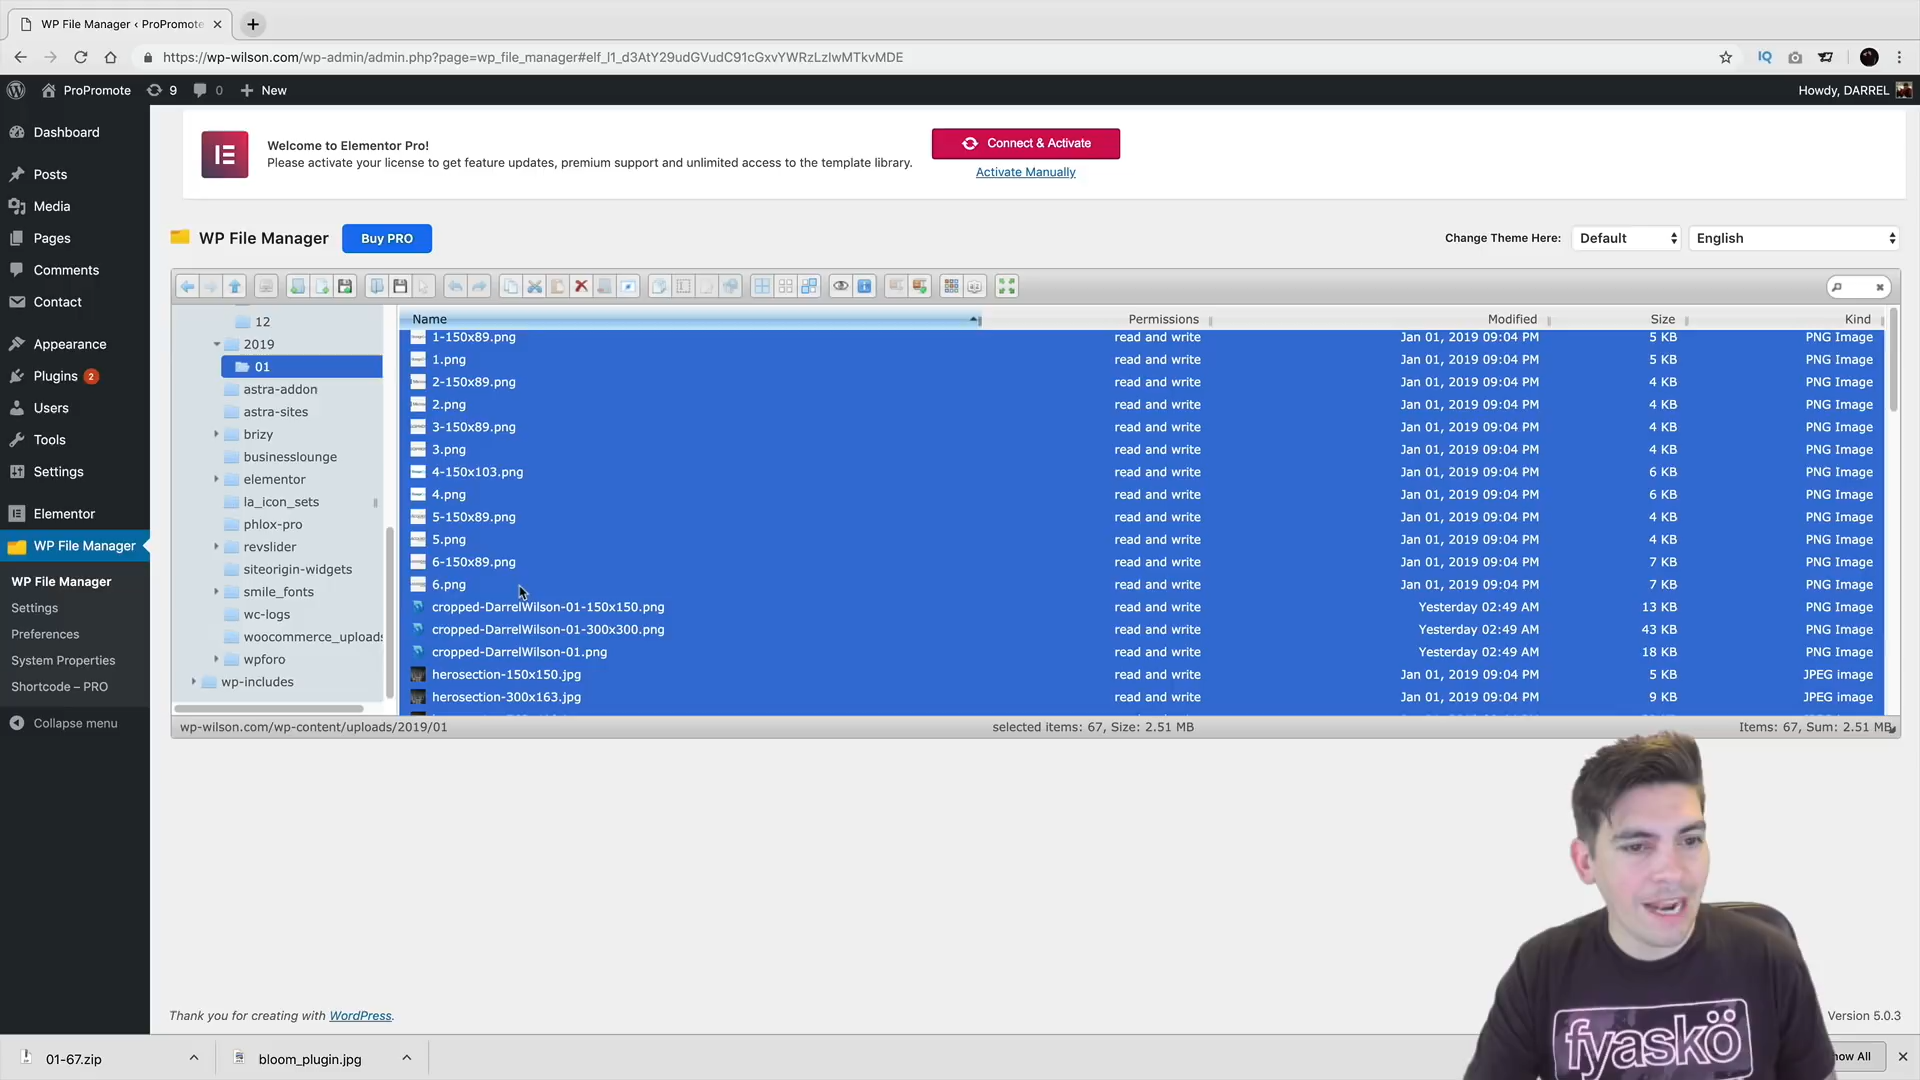 WP File Manager ‹ ProPromote
https://wp-wilson.com/wp-admin/admin.php?page=wp_file_manager#elf_l1_d3AtY29udGVudC91cGxvYWRzLzIwMTkvMDE
ProPromote 9 0 New
Howdy, DARREL
Dashboard
Posts
Media
Pages
Comments
Contact
Appearance
Plugins 2
Users
Tools
Settings
Elementor
WP File Manager
WP File Manager
Settings
Preferences
System Properties
Shortcode – PRO
Collapse menu
Welcome to Elementor Pro!
Please activate your license to get feature updates, premium support and unlimited access to the template library.
Connect & Activate
Activate Manually
WP File Manager
Buy PRO
Change Theme Here: Default English
12
2019
01
astra-addon
astra-sites
brizy
businesslounge
elementor
la_icon_sets
phlox-pro
revslider
siteorigin-widgets
smile_fonts
wc-logs
woocommerce_uploads
wpforo
wp-includes
Name Permissions Modified Size Kind
1-150x89.png read and write Jan 01, 2019 09:04 PM 5 KB PNG Image
1.png read and write Jan 01, 2019 09:04 PM 5 KB PNG Image
2-150x89.png read and write Jan 01, 2019 09:04 PM 4 KB PNG Image
2.png read and write Jan 01, 2019 09:04 PM 4 KB PNG Image
3-150x89.png read and write Jan 01, 2019 09:04 PM 4 KB PNG Image
3.png read and write Jan 01, 2019 09:04 PM 4 KB PNG Image
4-150x103.png read and write Jan 01, 2019 09:04 PM 6 KB PNG Image
4.png read and write Jan 01, 2019 09:04 PM 6 KB PNG Image
5-150x89.png read and write Jan 01, 2019 09:04 PM 4 KB PNG Image
5.png read and write Jan 01, 2019 09:04 PM 4 KB PNG Image
6-150x89.png read and write Jan 01, 2019 09:04 PM 7 KB PNG Image
6.png read and write Jan 01, 2019 09:04 PM 7 KB PNG Image
cropped-DarrelWilson-01-150x150.png read and write Yesterday 02:49 AM 13 KB PNG Image
cropped-DarrelWilson-01-300x300.png read and write Yesterday 02:49 AM 43 KB PNG Image
cropped-DarrelWilson-01.png read and write Yesterday 02:49 AM 18 KB PNG Image
herosection-150x150.jpg read and write Jan 01, 2019 09:04 PM 5 KB JPEG image
herosection-300x163.jpg read and write Jan 01, 2019 09:04 PM 9 KB JPEG image
wp-wilson.com/wp-content/uploads/2019/01 selected items: 67, Size: 2.51 MB Items: 67, Sum: 2.51 MB
Thank you for creating with WordPress.
Version 5.0.3
fyaskö
01-67.zip
bloom_plugin.jpg
ow All